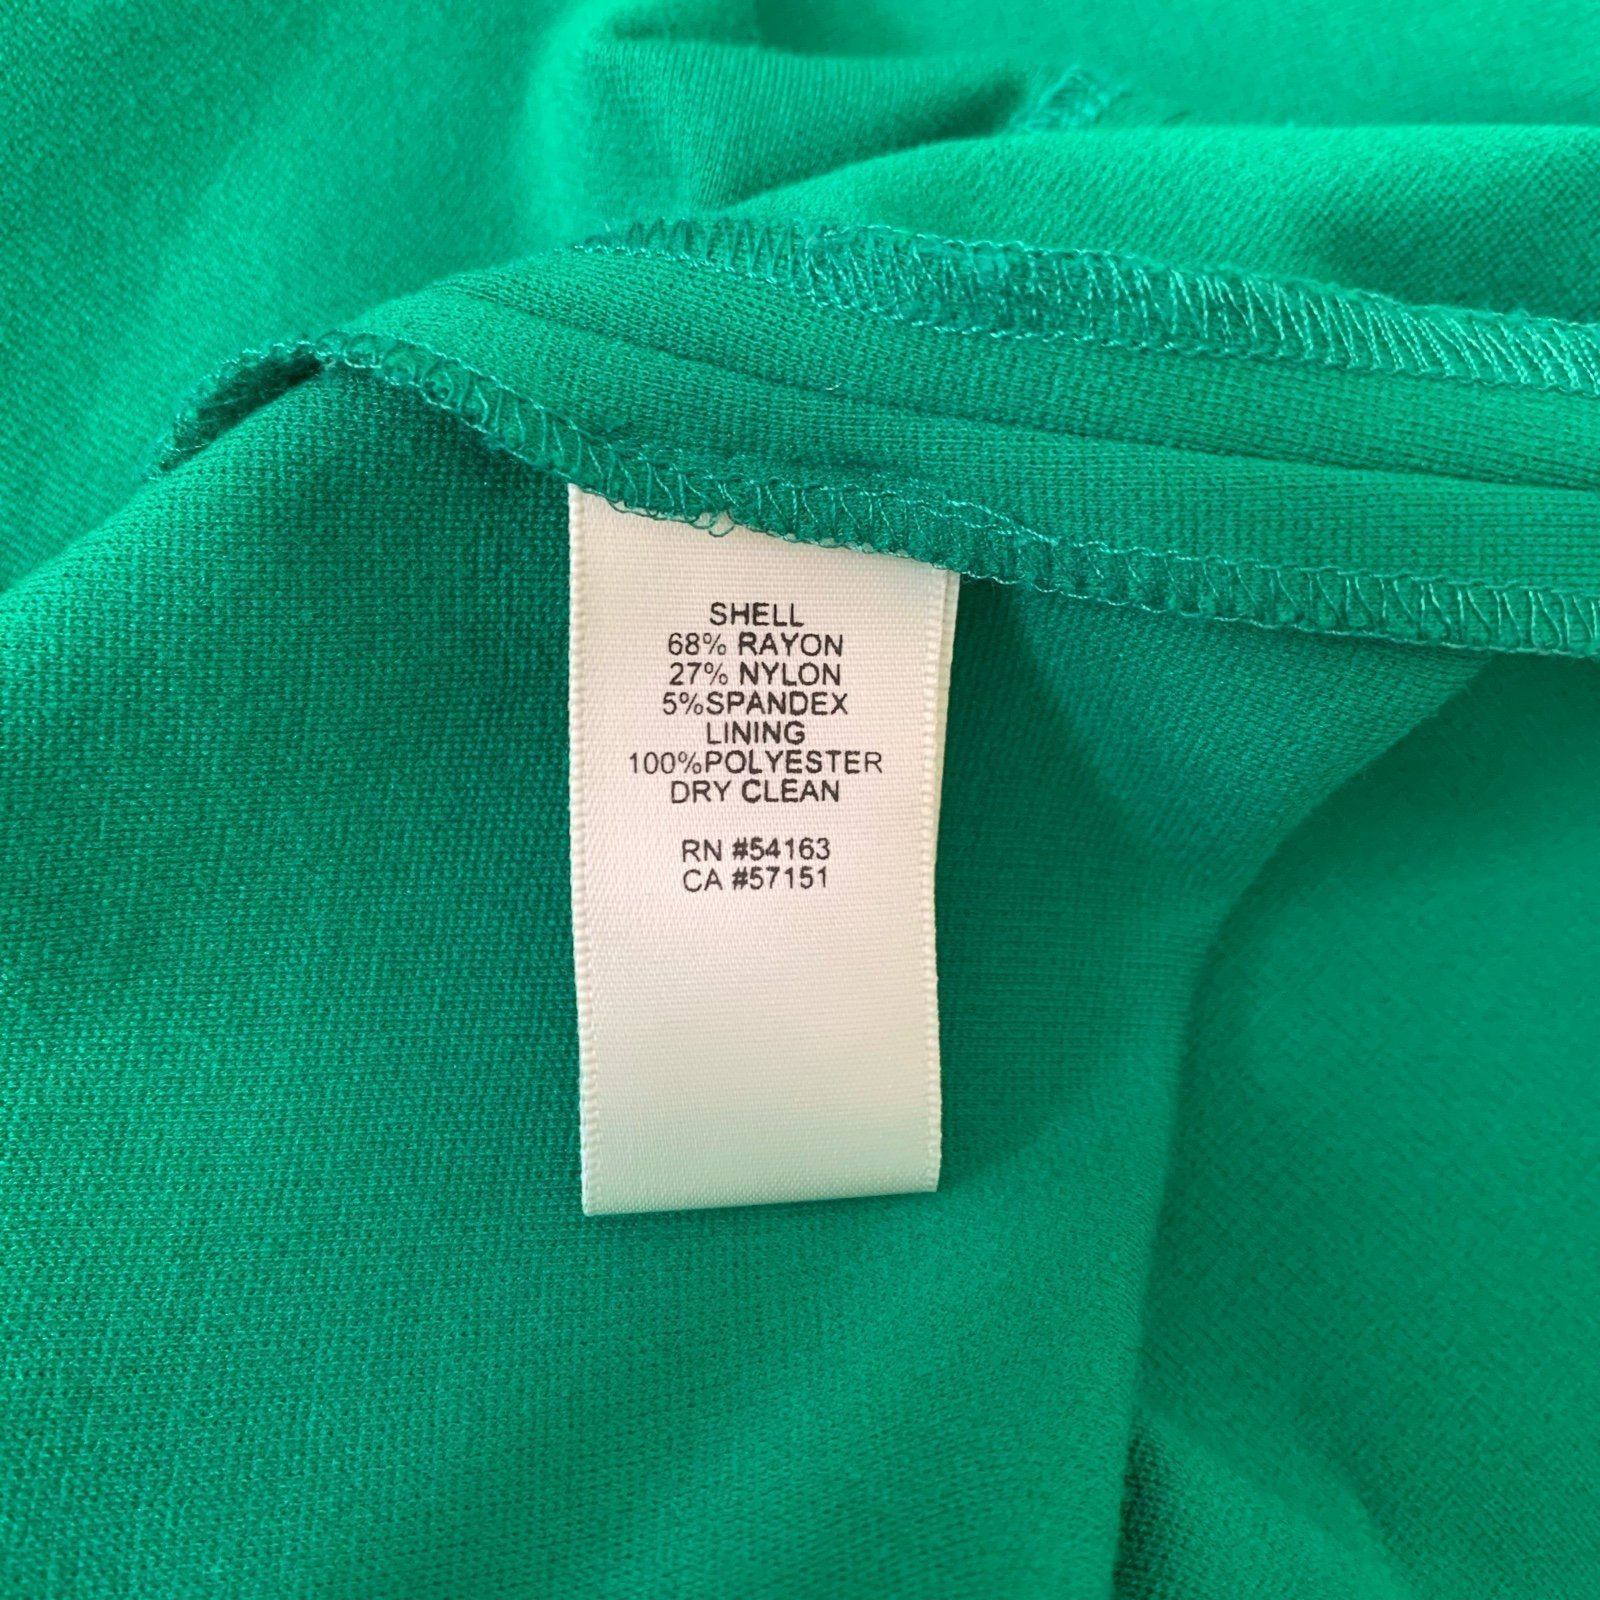 SHELL
68% RAYON
27% NYLON
5%SPANDEX
LINING
100%POLYESTER
DRY CLEAN
RN #54163
CA #57151